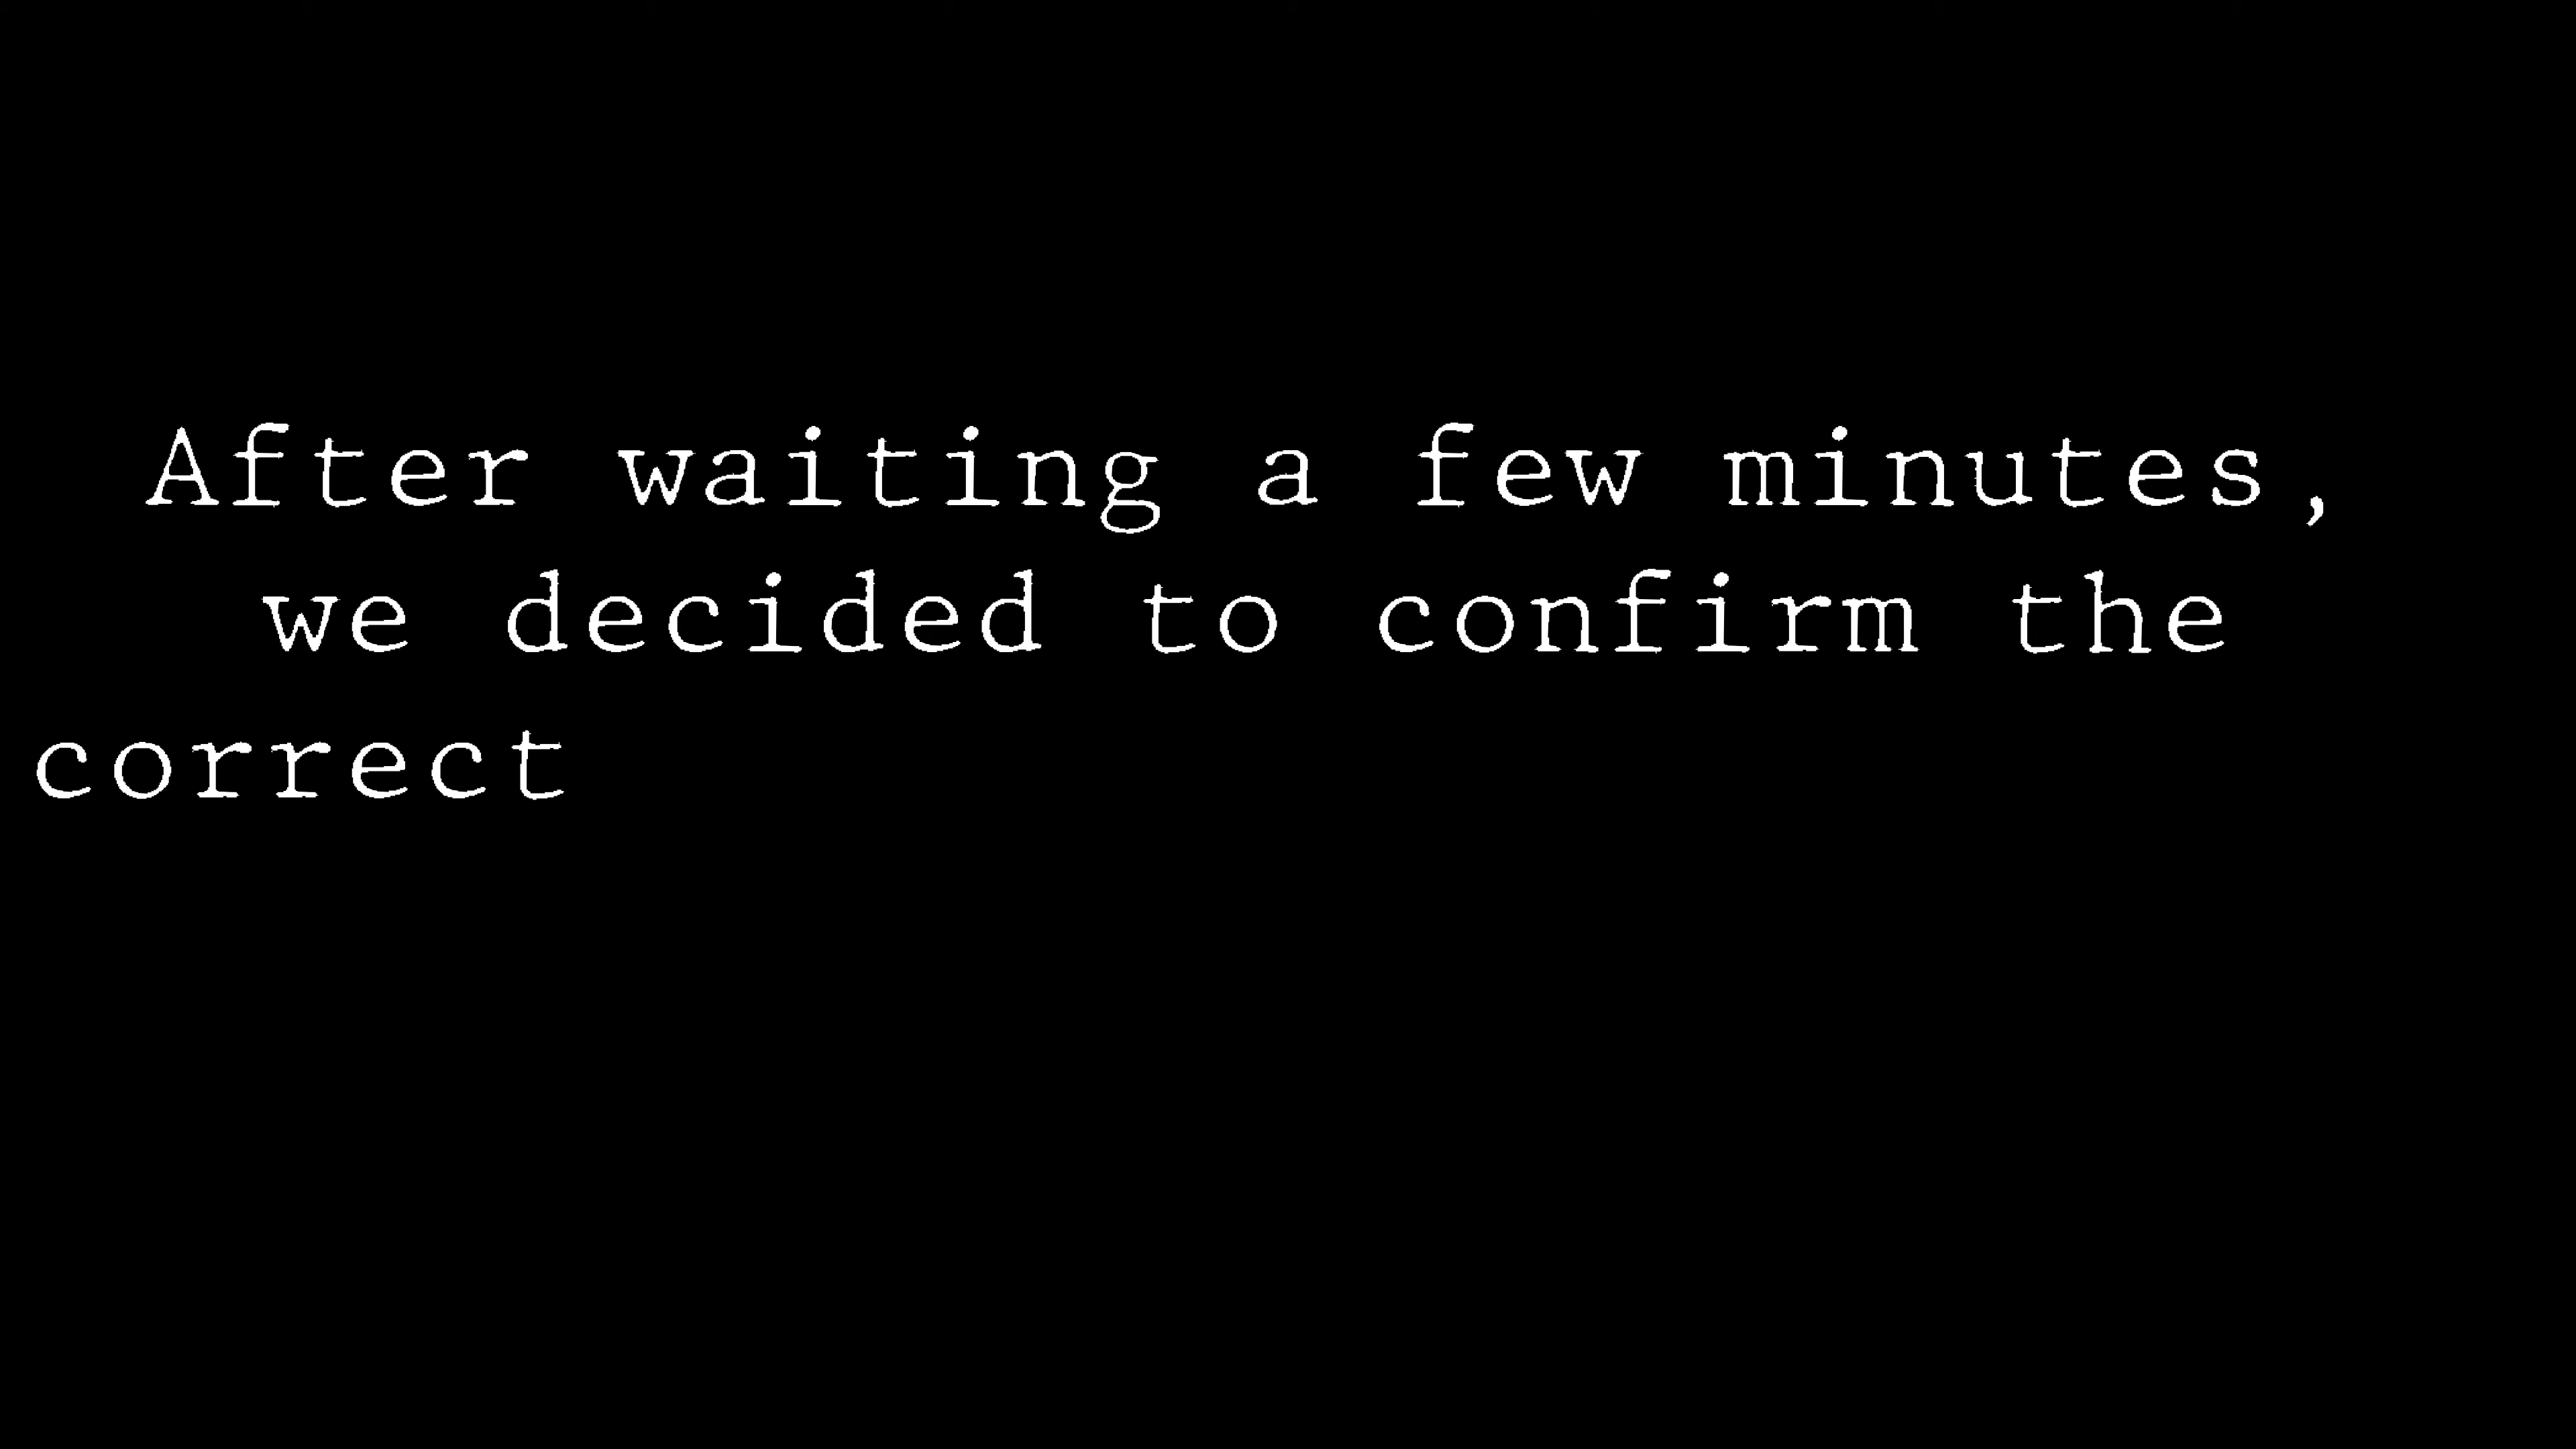 After waiting a few minutes,
we decided to confirm the
correct